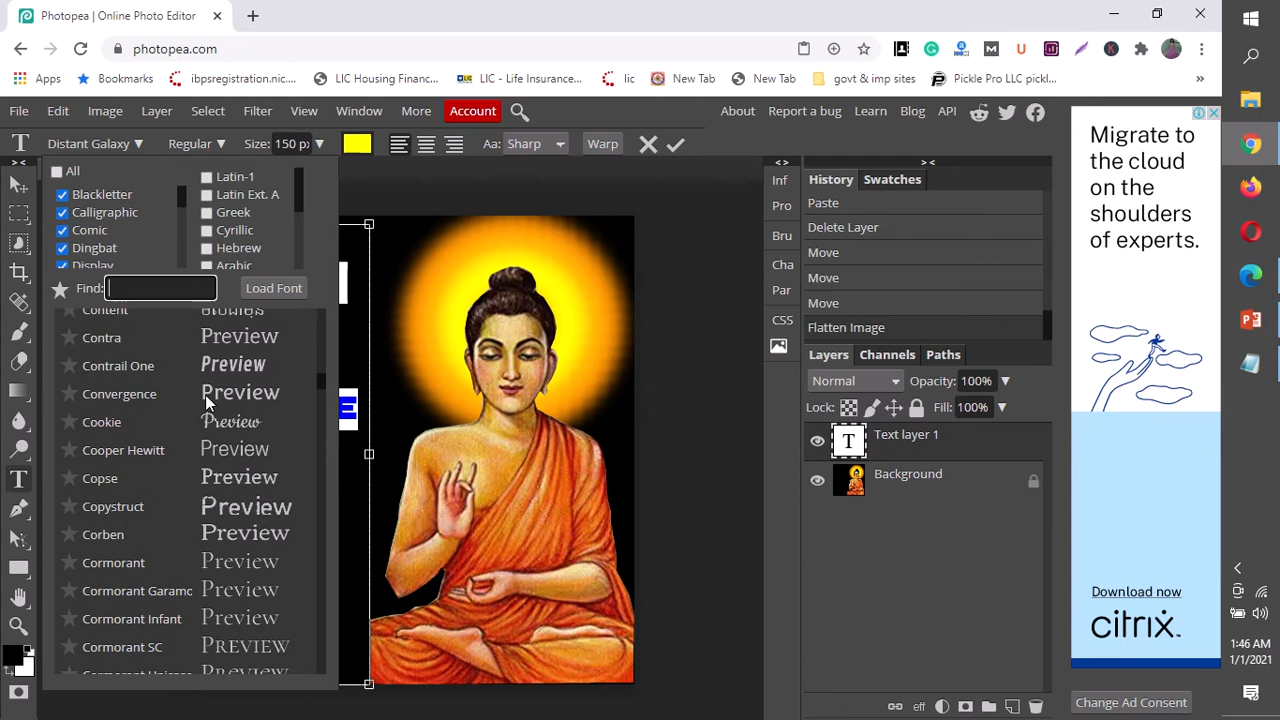 Photopea | Online Photo Editor
photopea.com
Apps
Bookmarks
ibpsregistration.nic...
LIC Housing Financ...
LIC - Life Insurance...
lic
New Tab
New Tab
govt & imp sites
Pickle Pro LLC pickl...
File Edit Image Layer Select Filter View Window More Account
About Report a bug Learn Blog API
Distant Galaxy Regular Size: 150 px Aa: Sharp Warp
All
Blackletter
Calligraphic
Comic
Dingbat
Display
Latin-1
Latin Ext. A
Greek
Cyrillic
Hebrew
Arabic
Find:
Load Font
Content
Contra Preview
Contrail One Preview
Convergence Preview
Cookie Preview
Cooper Hewitt Preview
Copse Preview
Copystruct Preview
Corben Preview
Cormorant Preview
Cormorant Garamo Preview
Cormorant Infant Preview
Cormorant SC PREVIEW
Preview
E
Inf
Pro
Bru
Cha
Par
CSS
History Swatches
Paste
Delete Layer
Move
Move
Move
Flatten Image
Layers Channels Paths
Normal Opacity: 100%
Lock: Fill: 100%
T Text layer 1
Background
Migrate to
the cloud
on the
shoulders
of experts.
Download now
citrix
Change Ad Consent
1:46 AM
1/1/2021